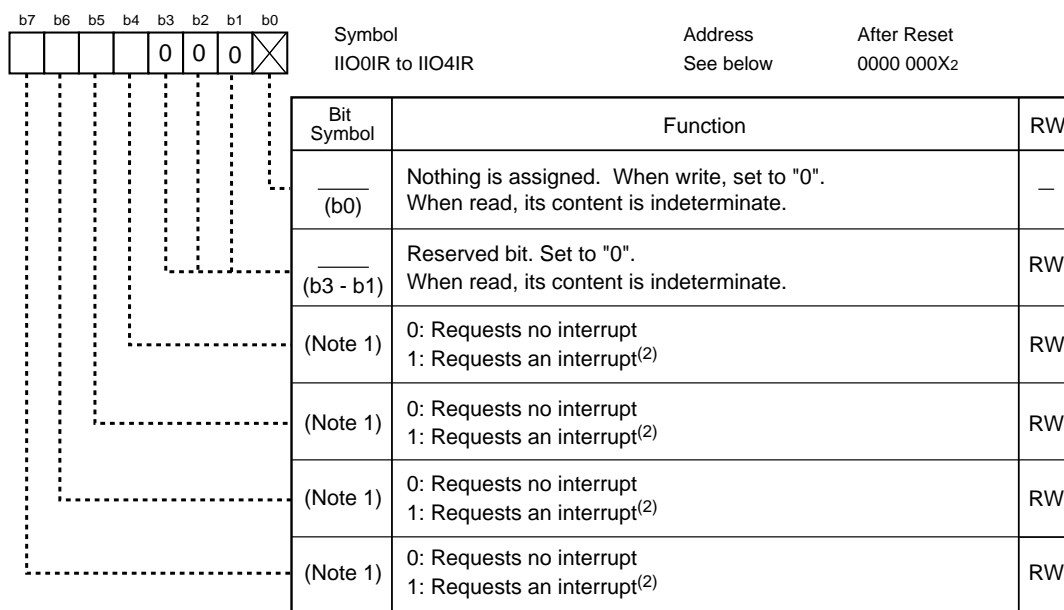 b7 b6 b5 b4 b3 b2 b1 b0
0 0 0
Symbol Address After Reset
IIO0IR to IIO4IR See below 0000 000X2
Bit Symbol Function RW
(b0) Nothing is assigned. When write, set to "0".
When read, its content is indeterminate. —
(b3 - b1) Reserved bit. Set to "0".
When read, its content is indeterminate. RW
(Note 1) 0: Requests no interrupt
1: Requests an interrupt(2) RW
(Note 1) 0: Requests no interrupt
1: Requests an interrupt(2) RW
(Note 1) 0: Requests no interrupt
1: Requests an interrupt(2) RW
(Note 1) 0: Requests no interrupt
1: Requests an interrupt(2) RW